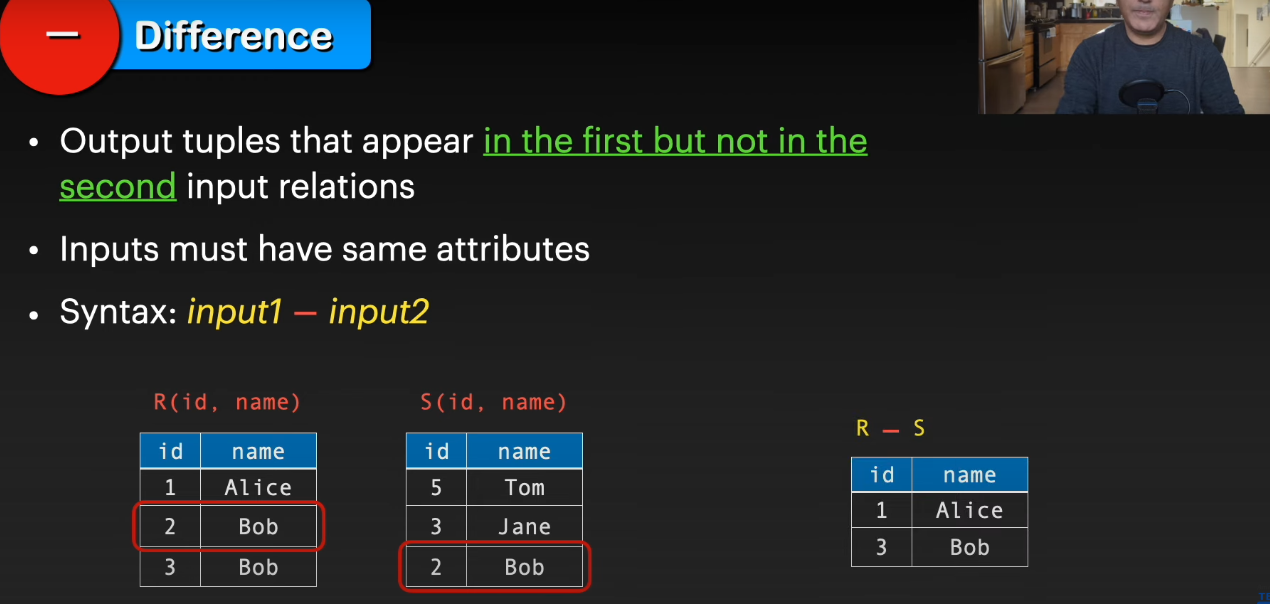 — Difference
• Output tuples that appear in the first but not in the
second input relations
• Inputs must have same attributes
• Syntax: input1 — input2
R(id, name)
id name
1 Alice
2 Bob
3 Bob
S(id, name)
id name
5 Tom
3 Jane
2 Bob
R — S
id name
1 Alice
3 Bob